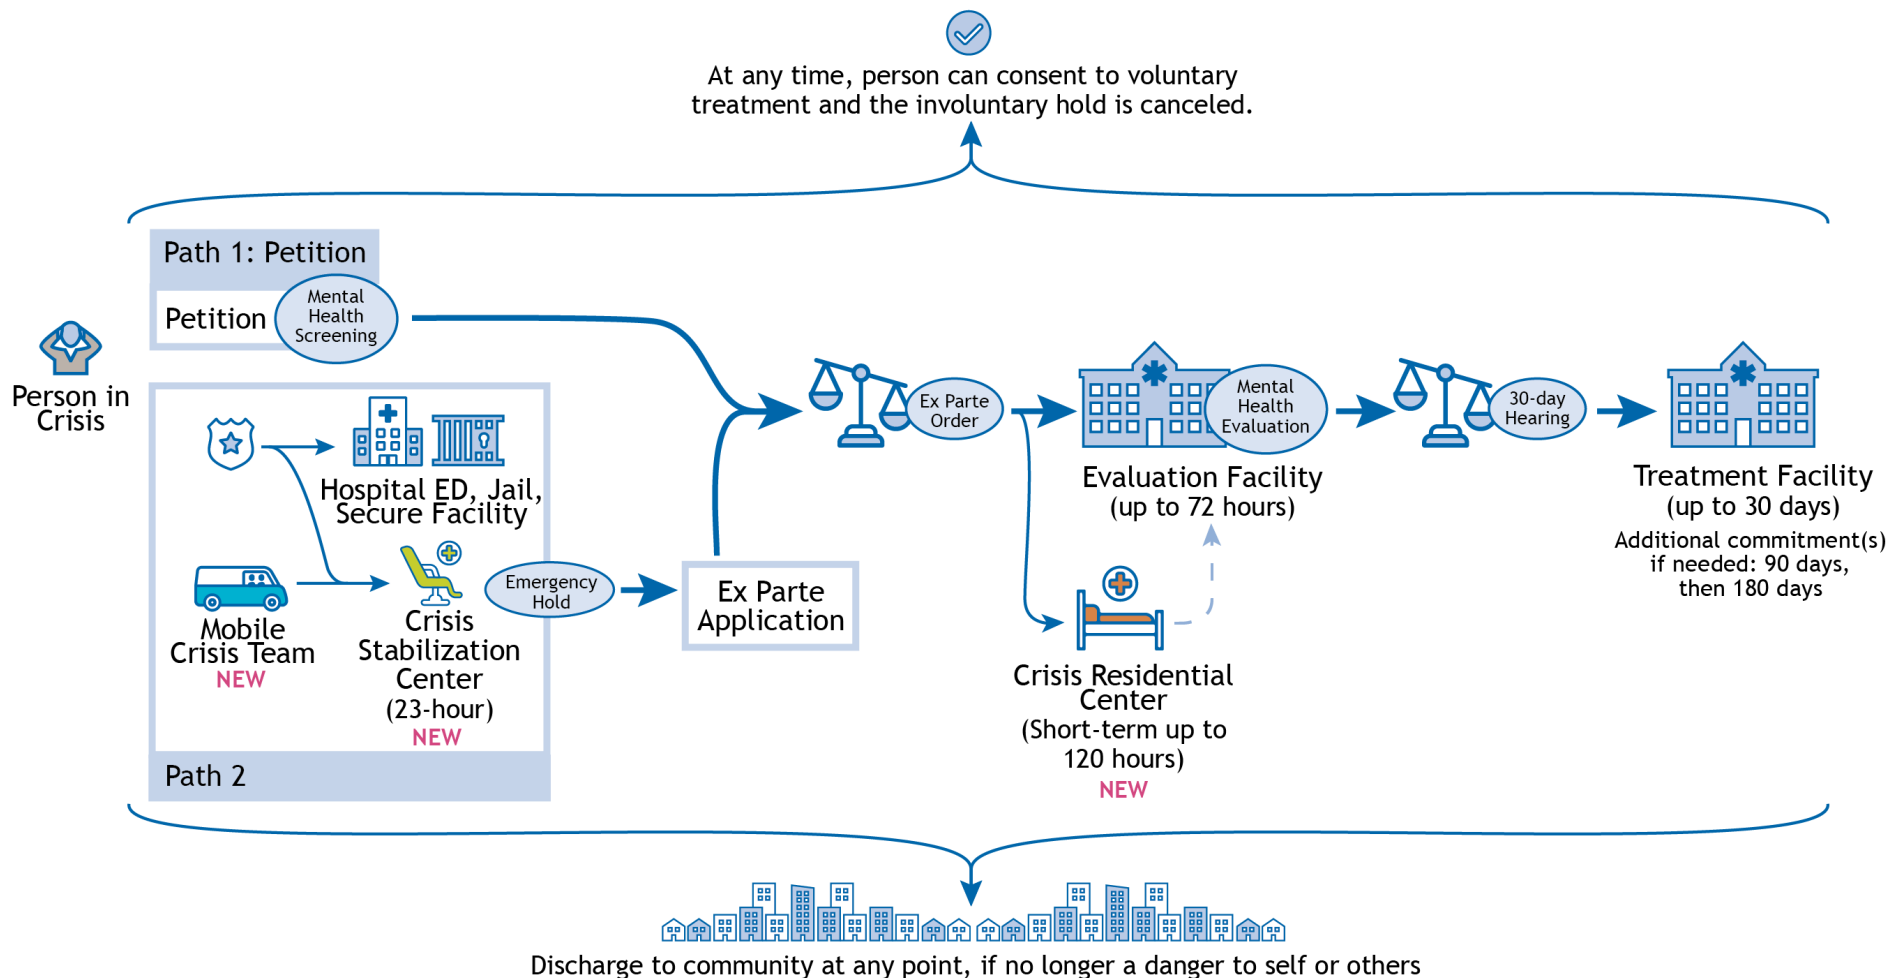 At any time, person can consent to voluntary
treatment and the involuntary hold is canceled.
Path 1: Petition
Petition
Mental
Health
Screening
Person in
Crisis
Hospital ED, Jail,
Secure Facility
Mobile
Crisis Team
NEW
Crisis
Stabilization
Center
(23-hour)
NEW
Emergency
Hold
Path 2
Ex Parte
Application
Ex Parte
Order
Evaluation Facility
(up to 72 hours)
Mental
Health
Evaluation
Crisis Residential
Center
(Short-term up to
120 hours)
NEW
30-day
Hearing
Treatment Facility
(up to 30 days)
Additional commitment(s)
if needed: 90 days,
then 180 days
Discharge to community at any point, if no longer a danger to self or others